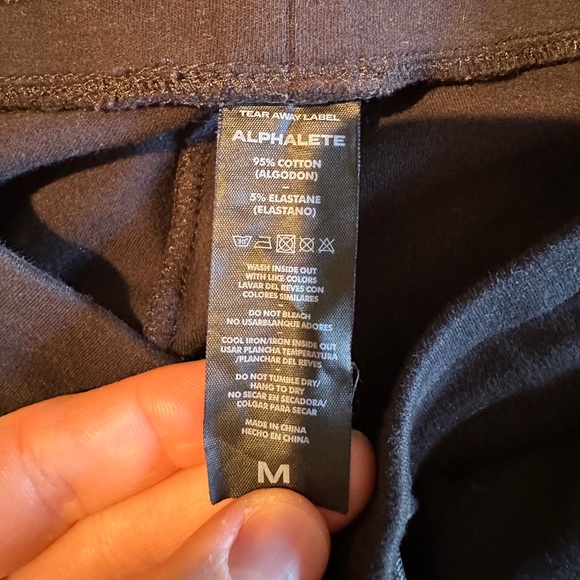 TEAR AWAY LABEL
ALPHALETE
95% COTTON
(ALGODON)
–
5% ELASTANE
(ELASTANO)
–
30°
WASH INSIDE OUT
WITH LIKE COLORS
LAVAR DEL REVES CON
COLORES SIMILARES
–
DO NOT BLEACH
NO USARBLANQUE ADORES
–
COOL IRON/IRON INSIDE OUT
USAR PLANCHA TEMPERATURA
/PLANCHAR DEL REVES
–
DO NOT TUMBLE DRY/
HANG TO DRY
NO SECAR EN SECADORA/
COLGAR PARA SECAR
–
MADE IN CHINA
HECHO EN CHINA
M